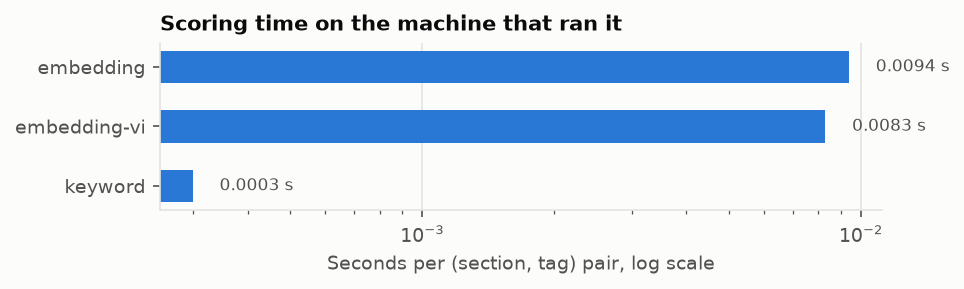 Scoring time on the machine that ran it
embedding 0.0094 s
embedding-vi 0.0083 s
keyword 0.0003 s
10⁻³ 10⁻²
Seconds per (section, tag) pair, log scale